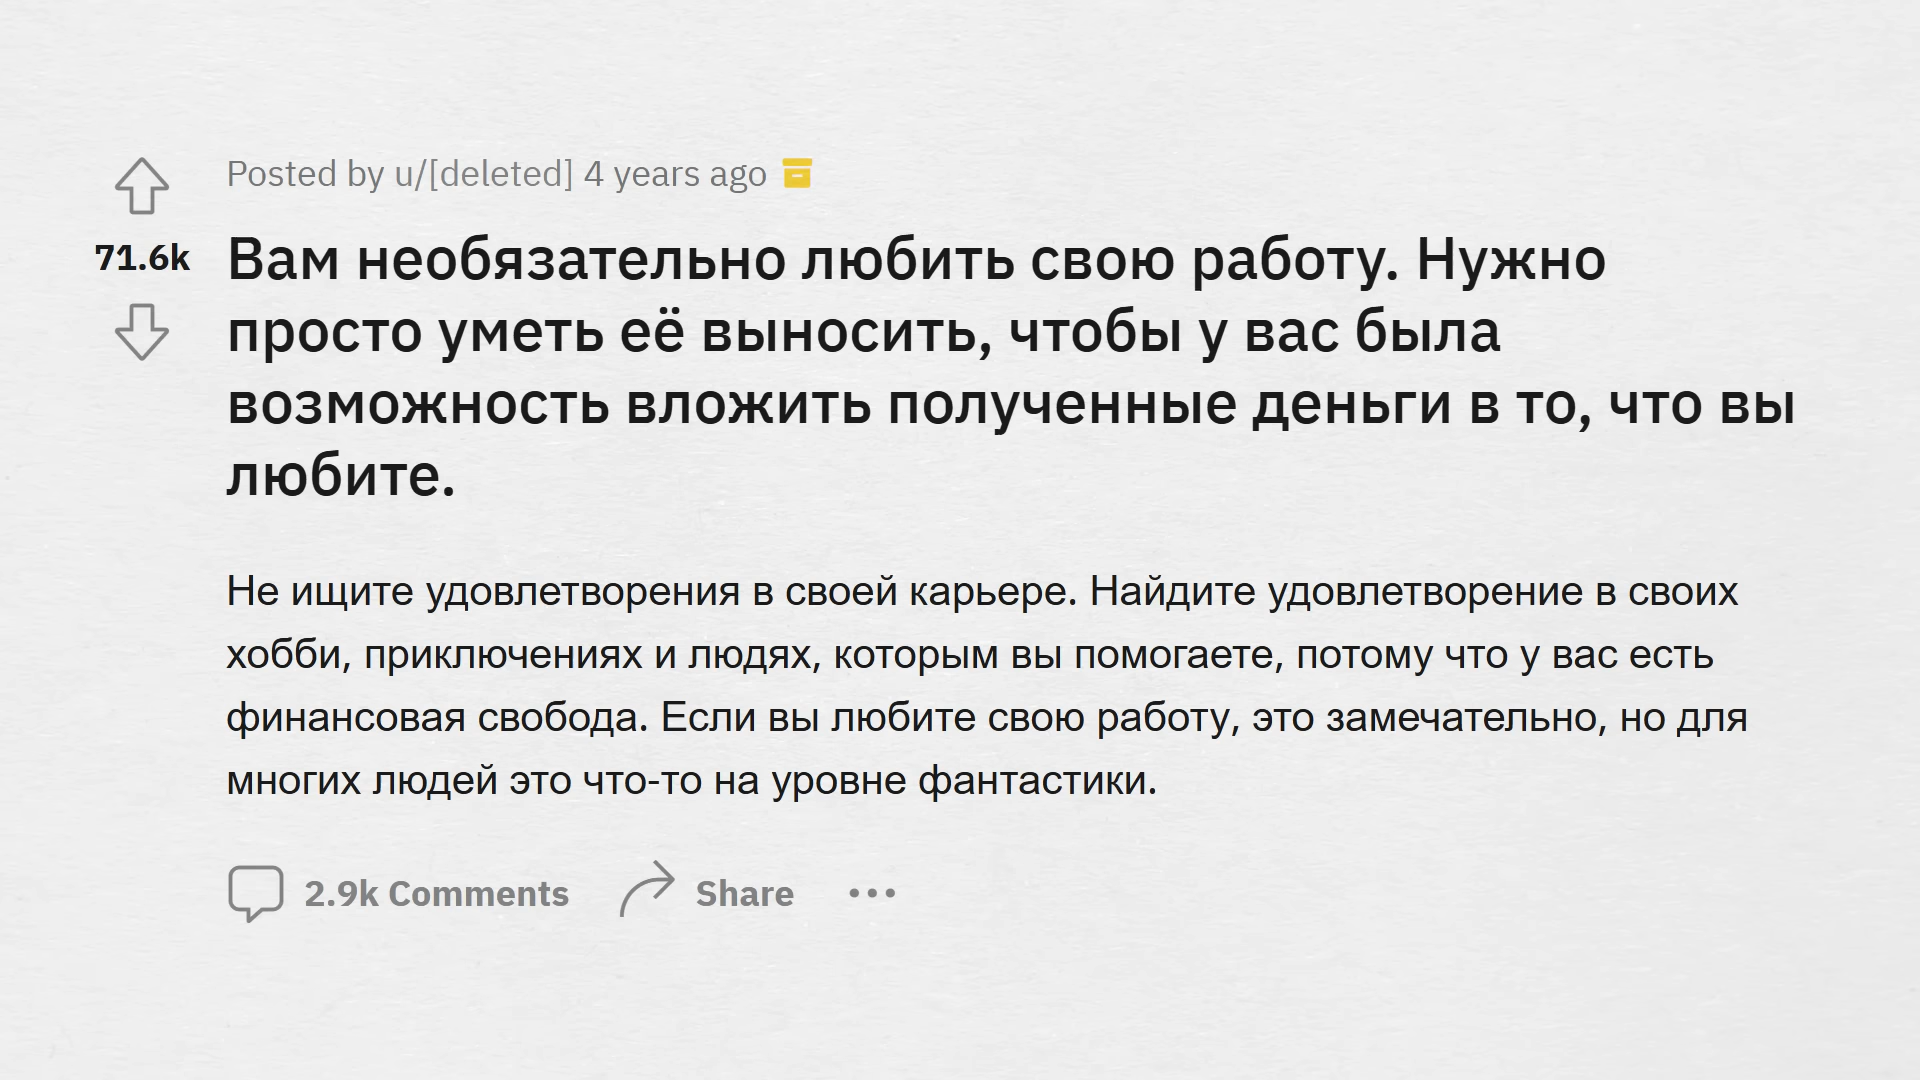 Posted by u/[deleted] 4 years ago
71.6k
Вам необязательно любить свою работу. Нужно
просто уметь её выносить, чтобы у вас была
возможность вложить полученные деньги в то, что вы
любите.
Не ищите удовлетворения в своей карьере. Найдите удовлетворение в своих
хобби, приключениях и людях, которым вы помогаете, потому что у вас есть
финансовая свобода. Если вы любите свою работу, это замечательно, но для
многих людей это что-то на уровне фантастики.
2.9k Comments Share